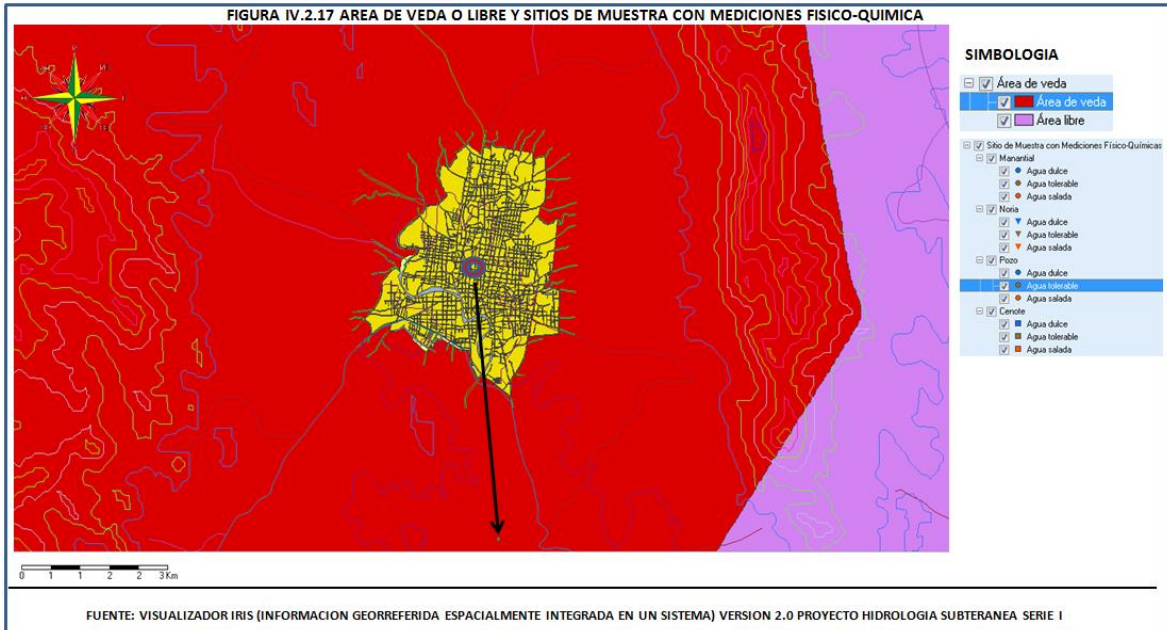 FIGURA IV.2.17 AREA DE VEDA O LIBRE Y SITIOS DE MUESTRA CON MEDICIONES FISICO-QUIMICA
SIMBOLOGIA
Área de veda
Área de veda
Área libre
Sitio de Muestra con Mediciones Físico-Químicas
Manantial
Agua dulce
Agua tolerable
Agua salada
Noria
Agua dulce
Agua tolerable
Agua salada
Pozo
Agua dulce
Agua tolerable
Agua salada
Cenote
Agua dulce
Agua tolerable
Agua salada
0 1 1 2 2 3 Km
FUENTE: VISUALIZADOR IRIS (INFORMACION GEORREFERIDA ESPACIALMENTE INTEGRADA EN UN SISTEMA) VERSION 2.0 PROYECTO HIDROLOGIA SUBTERANEA SERIE I